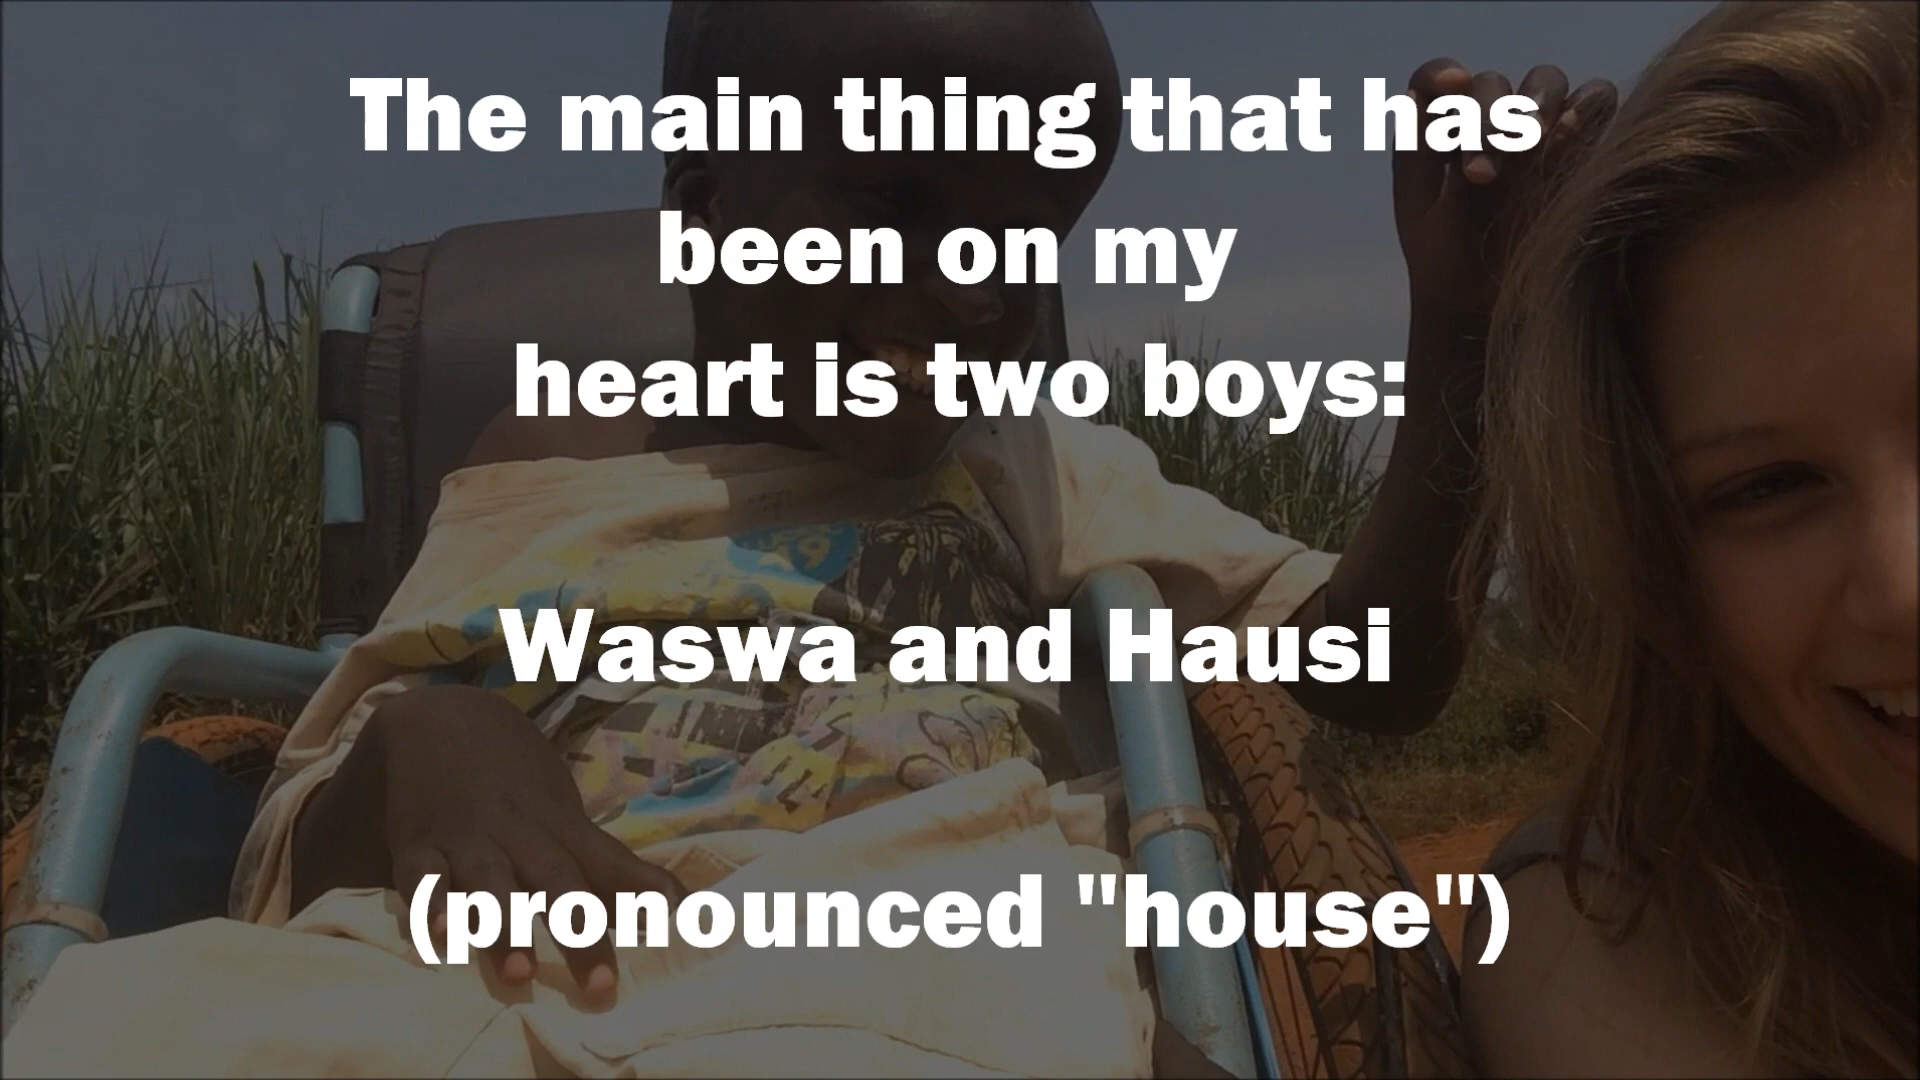 The main thing that has
been on my
heart is two boys:
Waswa and Hausi
(pronounced "house")